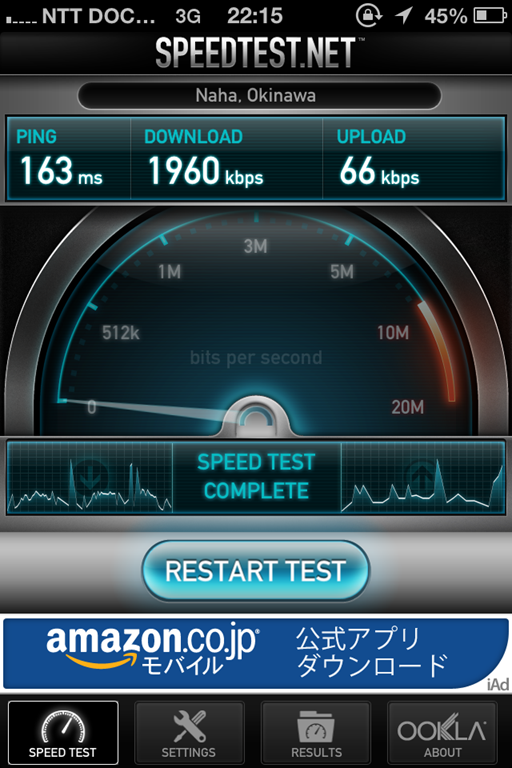 NTT DOC... 3G 22:15 45%
SPEEDTEST.NET™
Naha, Okinawa
PING DOWNLOAD UPLOAD
163 ms 1960 kbps 66 kbps
3M
1M 5M
512k 10M
bits per second
0 20M
SPEED TEST
COMPLETE
RESTART TEST
amazon.co.jp® 公式アプリ
モバイル ダウンロード
iAd
OOKLA
SPEED TEST SETTINGS RESULTS ABOUT